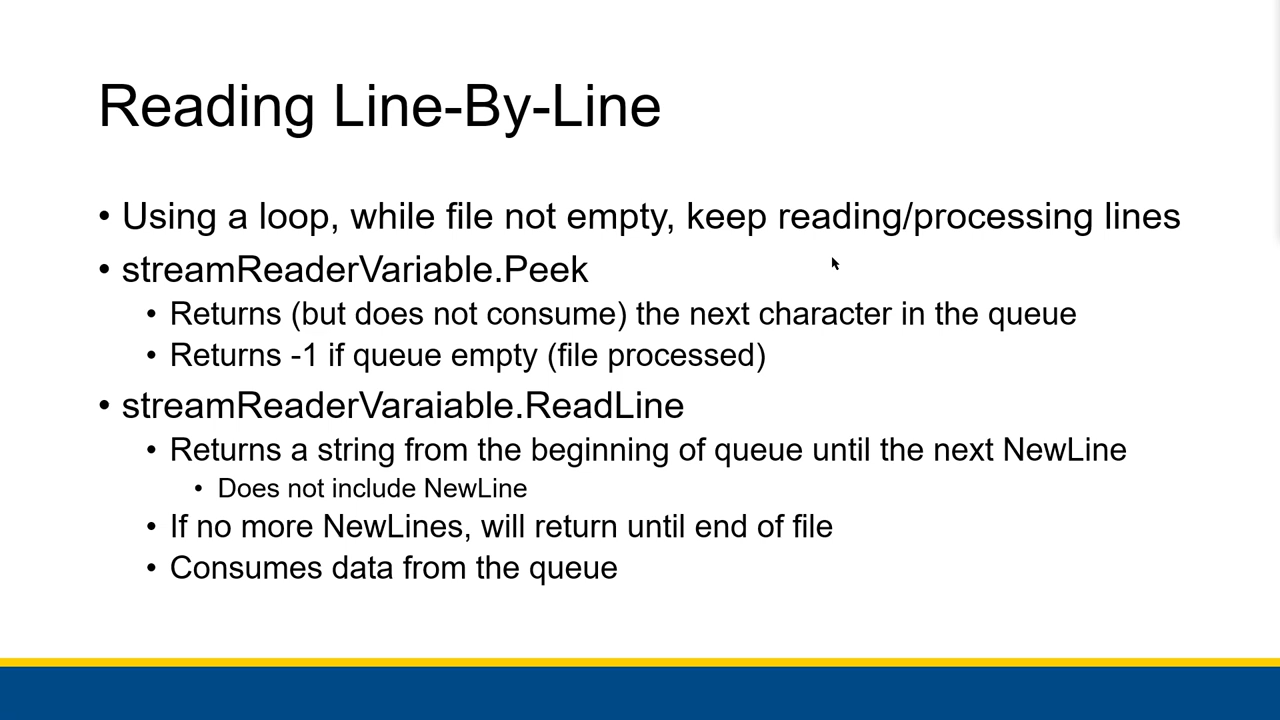 Reading Line-By-Line
• Using a loop, while file not empty, keep reading/processing lines
• streamReaderVariable.Peek
• Returns (but does not consume) the next character in the queue
• Returns -1 if queue empty (file processed)
• streamReaderVaraiable.ReadLine
• Returns a string from the beginning of queue until the next NewLine
• Does not include NewLine
• If no more NewLines, will return until end of file
• Consumes data from the queue